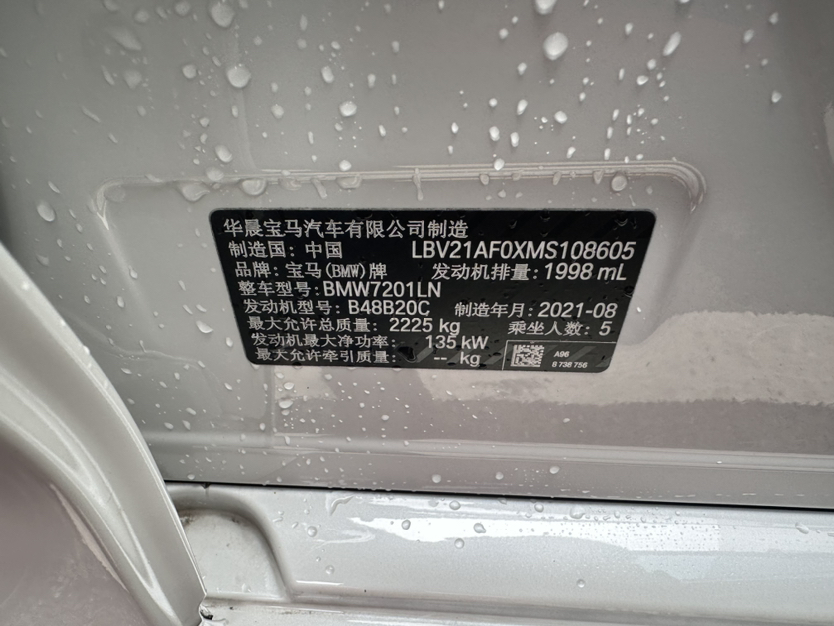 华晨宝马汽车有限公司制造
制造国: 中国 LBV21AF0XMS108605
品牌: 宝马(BMW)牌 发动机排量: 1998 mL
整车型号: BMW7201LN
发动机型号: B48B20C 制造年月: 2021-08
最大允许总质量: 2225 kg 乘坐人数: 5
发动机最大净功率: 135 kW
最大允许牵引质量: -- kg
A96
8 738 756